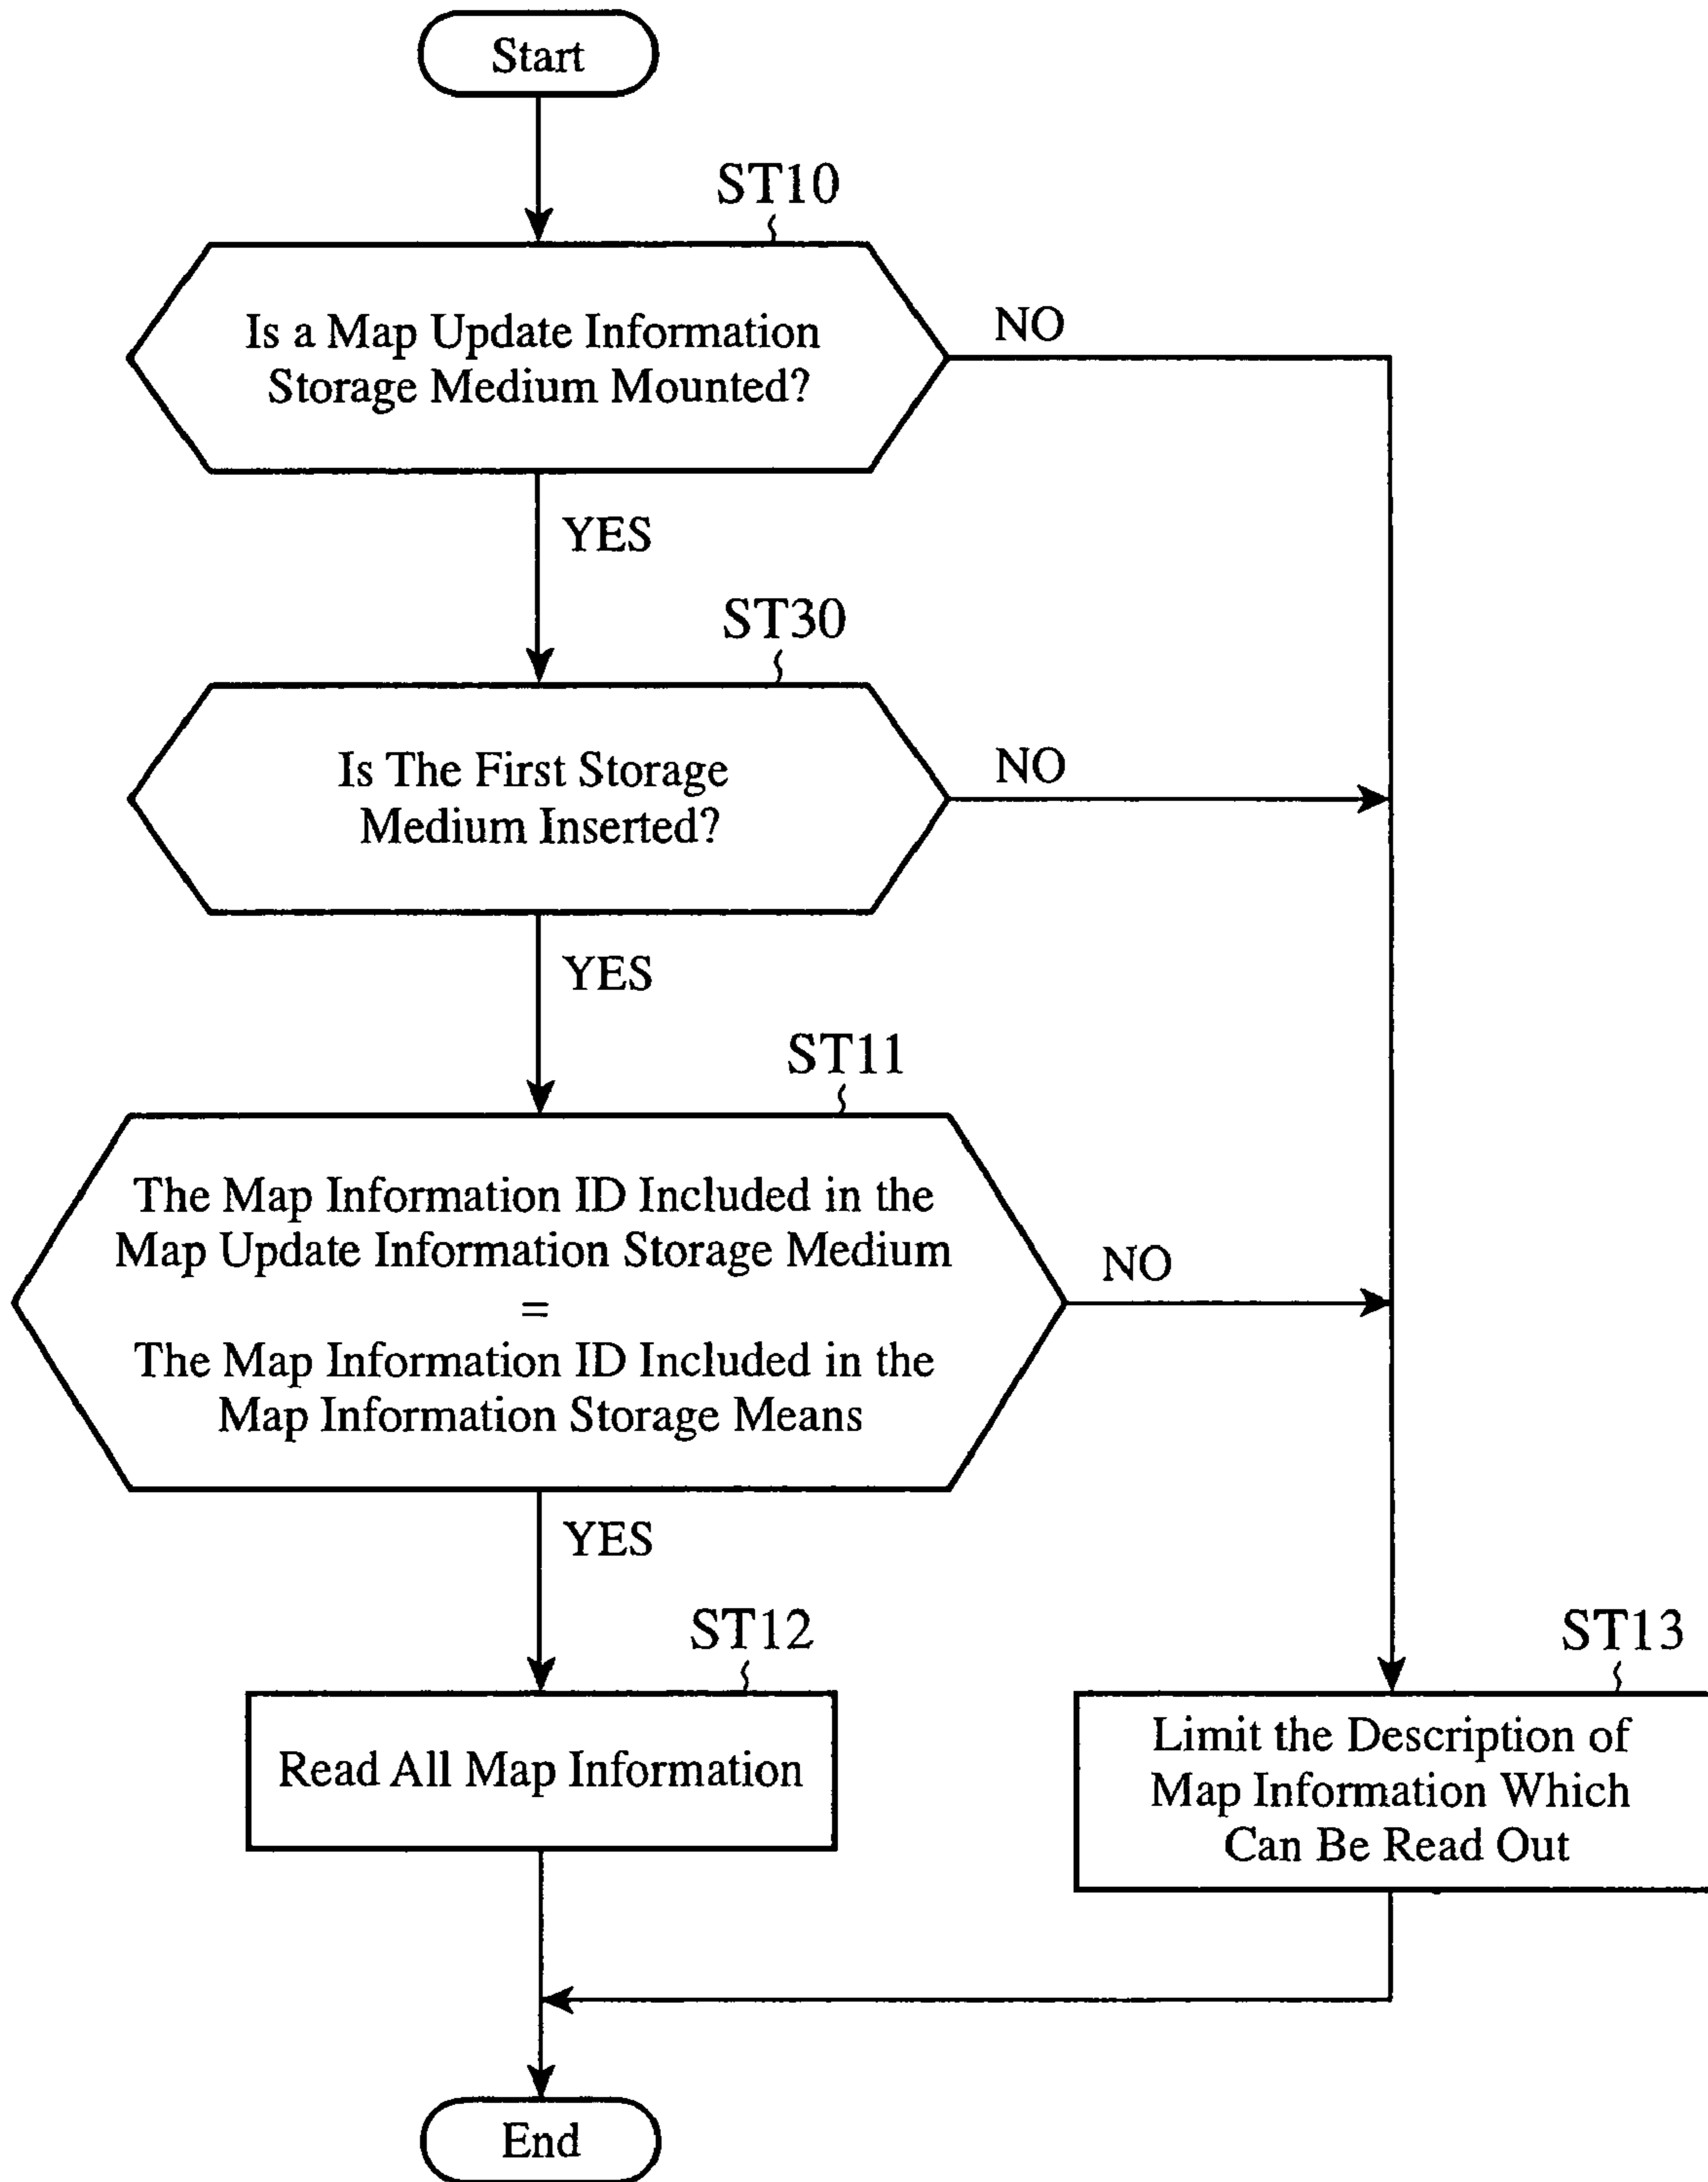 Start
ST10
Is a Map Update Information
Storage Medium Mounted?
NO
YES
ST30
Is The First Storage
Medium Inserted?
NO
YES
ST11
The Map Information ID Included in the
Map Update Information Storage Medium
=
The Map Information ID Included in the
Map Information Storage Means
NO
YES
ST12
Read All Map Information
ST13
Limit the Description of
Map Information Which
Can Be Read Out
End